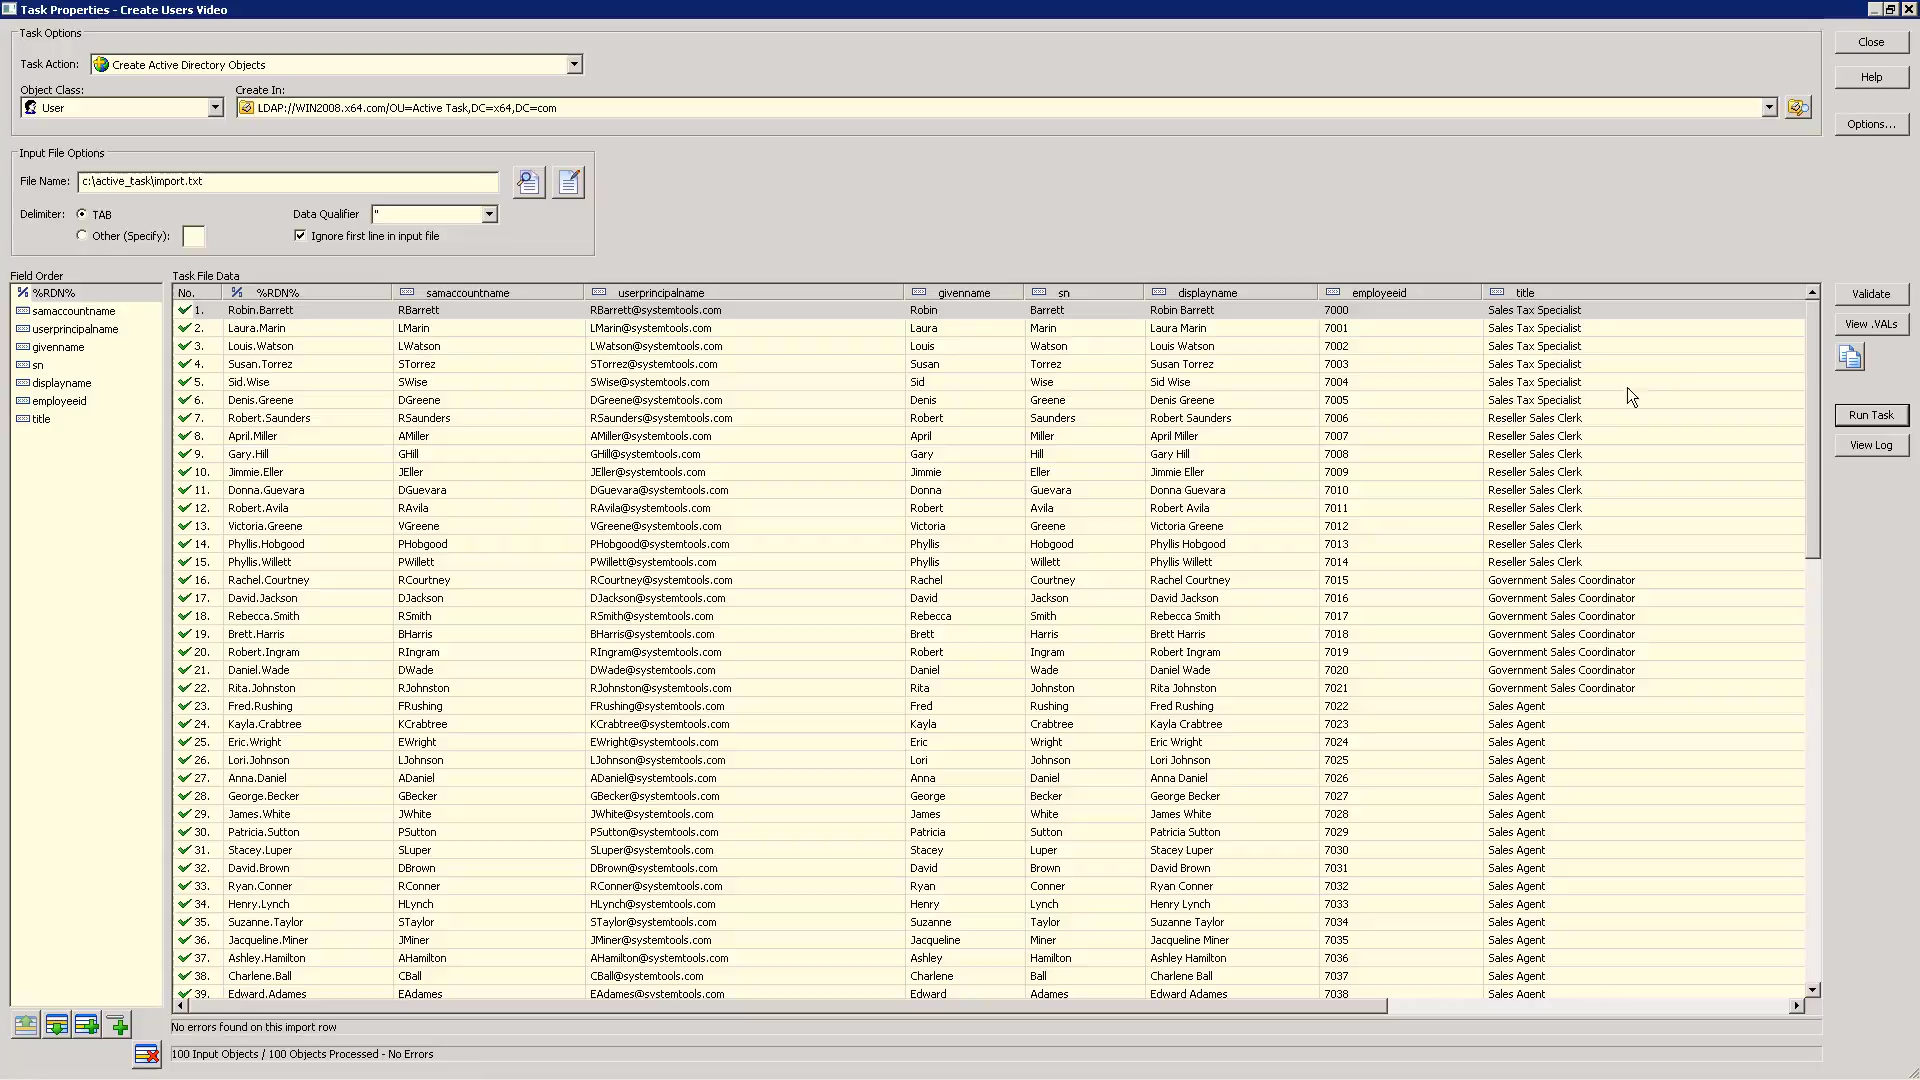 Task Properties - Create Users Video
Task Options
Close
Task Action: Create Active Directory Objects
Help
Object Class: Create In:
User LDAP://WIN2008.x64.com/OU=Active Task,DC=x64,DC=com
Options...
Input File Options
File Name: c:\active_task\import.txt
Delimiter: TAB Data Qualifier "
Other (Specify): Ignore first line in input file
Field Order Task File Data
%RDN%
samaccountname
userprincipalname
givenname
sn
displayname
employeeid
title
No. %RDN% samaccountname userprincipalname givenname sn displayname employeeid title
1. Robin.Barrett RBarrett RBarrett@systemtools.com Robin Barrett Robin Barrett 7000 Sales Tax Specialist
2. Laura.Marin LMarin LMarin@systemtools.com Laura Marin Laura Marin 7001 Sales Tax Specialist
3. Louis.Watson LWatson LWatson@systemtools.com Louis Watson Louis Watson 7002 Sales Tax Specialist
4. Susan.Torrez STorrez STorrez@systemtools.com Susan Torrez Susan Torrez 7003 Sales Tax Specialist
5. Sid.Wise SWise SWise@systemtools.com Sid Wise Sid Wise 7004 Sales Tax Specialist
6. Denis.Greene DGreene DGreene@systemtools.com Denis Greene Denis Greene 7005 Sales Tax Specialist
7. Robert.Saunders RSaunders RSaunders@systemtools.com Robert Saunders Robert Saunders 7006 Reseller Sales Clerk
8. April.Miller AMiller AMiller@systemtools.com April Miller April Miller 7007 Reseller Sales Clerk
9. Gary.Hill GHill GHill@systemtools.com Gary Hill Gary Hill 7008 Reseller Sales Clerk
10. Jimmie.Eller JEller JEller@systemtools.com Jimmie Eller Jimmie Eller 7009 Reseller Sales Clerk
11. Donna.Guevara DGuevara DGuevara@systemtools.com Donna Guevara Donna Guevara 7010 Reseller Sales Clerk
12. Robert.Avila RAvila RAvila@systemtools.com Robert Avila Robert Avila 7011 Reseller Sales Clerk
13. Victoria.Greene VGreene VGreene@systemtools.com Victoria Greene Victoria Greene 7012 Reseller Sales Clerk
14. Phyllis.Hobgood PHobgood PHobgood@systemtools.com Phyllis Hobgood Phyllis Hobgood 7013 Reseller Sales Clerk
15. Phyllis.Willett PWillett PWillett@systemtools.com Phyllis Willett Phyllis Willett 7014 Reseller Sales Clerk
16. Rachel.Courtney RCourtney RCourtney@systemtools.com Rachel Courtney Rachel Courtney 7015 Government Sales Coordinator
17. David.Jackson DJackson DJackson@systemtools.com David Jackson David Jackson 7016 Government Sales Coordinator
18. Rebecca.Smith RSmith RSmith@systemtools.com Rebecca Smith Rebecca Smith 7017 Government Sales Coordinator
19. Brett.Harris BHarris BHarris@systemtools.com Brett Harris Brett Harris 7018 Government Sales Coordinator
20. Robert.Ingram RIngram RIngram@systemtools.com Robert Ingram Robert Ingram 7019 Government Sales Coordinator
21. Daniel.Wade DWade DWade@systemtools.com Daniel Wade Daniel Wade 7020 Government Sales Coordinator
22. Rita.Johnston RJohnston RJohnston@systemtools.com Rita Johnston Rita Johnston 7021 Government Sales Coordinator
23. Fred.Rushing FRushing FRushing@systemtools.com Fred Rushing Fred Rushing 7022 Sales Agent
24. Kayla.Crabtree KCrabtree KCrabtree@systemtools.com Kayla Crabtree Kayla Crabtree 7023 Sales Agent
25. Eric.Wright EWright EWright@systemtools.com Eric Wright Eric Wright 7024 Sales Agent
26. Lori.Johnson LJohnson LJohnson@systemtools.com Lori Johnson Lori Johnson 7025 Sales Agent
27. Anna.Daniel ADaniel ADaniel@systemtools.com Anna Daniel Anna Daniel 7026 Sales Agent
28. George.Becker GBecker GBecker@systemtools.com George Becker George Becker 7027 Sales Agent
29. James.White JWhite JWhite@systemtools.com James White James White 7028 Sales Agent
30. Patricia.Sutton PSutton PSutton@systemtools.com Patricia Sutton Patricia Sutton 7029 Sales Agent
31. Stacey.Luper SLuper SLuper@systemtools.com Stacey Luper Stacey Luper 7030 Sales Agent
32. David.Brown DBrown DBrown@systemtools.com David Brown David Brown 7031 Sales Agent
33. Ryan.Conner RConner RConner@systemtools.com Ryan Conner Ryan Conner 7032 Sales Agent
34. Henry.Lynch HLynch HLynch@systemtools.com Henry Lynch Henry Lynch 7033 Sales Agent
35. Suzanne.Taylor STaylor STaylor@systemtools.com Suzanne Taylor Suzanne Taylor 7034 Sales Agent
36. Jacqueline.Miner JMiner JMiner@systemtools.com Jacqueline Miner Jacqueline Miner 7035 Sales Agent
37. Ashley.Hamilton AHamilton AHamilton@systemtools.com Ashley Hamilton Ashley Hamilton 7036 Sales Agent
38. Charlene.Ball CBall CBall@systemtools.com Charlene Ball Charlene Ball 7037 Sales Agent
39. Edward.Adames EAdames EAdames@systemtools.com Edward Adames Edward Adames 7038 Sales Agent
Validate
View .VALs
Run Task
View Log
No errors found on this import row
100 Input Objects / 100 Objects Processed - No Errors